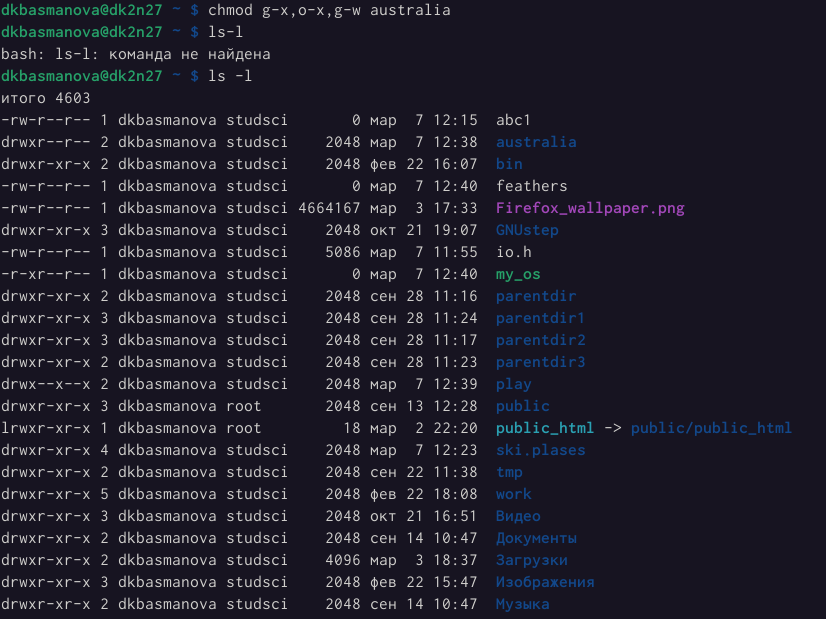 dkbasmanova@dk2n27 ~ $ chmod g-x,o-x,g-w australia
dkbasmanova@dk2n27 ~ $ ls-l
bash: ls-l: команда не найдена
dkbasmanova@dk2n27 ~ $ ls -l
итого 4603
-rw-r--r-- 1 dkbasmanova studsci       0 мар  7 12:15  abc1
drwxr--r-- 2 dkbasmanova studsci    2048 мар  7 12:38  australia
drwxr-xr-x 2 dkbasmanova studsci    2048 фев 22 16:07  bin
-rw-r--r-- 1 dkbasmanova studsci       0 мар  7 12:40  feathers
-rw-r--r-- 1 dkbasmanova studsci 4664167 мар  3 17:33  Firefox_wallpaper.png
drwxr-xr-x 3 dkbasmanova studsci    2048 окт 21 19:07  GNUstep
-rw-r--r-- 1 dkbasmanova studsci    5086 мар  7 11:55  io.h
-r-xr--r-- 1 dkbasmanova studsci       0 мар  7 12:40  my_os
drwxr-xr-x 2 dkbasmanova studsci    2048 сен 28 11:16  parentdir
drwxr-xr-x 3 dkbasmanova studsci    2048 сен 28 11:24  parentdir1
drwxr-xr-x 3 dkbasmanova studsci    2048 сен 28 11:17  parentdir2
drwxr-xr-x 2 dkbasmanova studsci    2048 сен 28 11:23  parentdir3
drwx--x--x 2 dkbasmanova studsci    2048 мар  7 12:39  play
drwxr-xr-x 3 dkbasmanova root       2048 сен 13 12:28  public
lrwxr-xr-x 1 dkbasmanova root         18 мар  2 22:20  public_html -> public/public_html
drwxr-xr-x 4 dkbasmanova studsci    2048 мар  7 12:23  ski.plases
drwxr-xr-x 2 dkbasmanova studsci    2048 сен 22 11:38  tmp
drwxr-xr-x 5 dkbasmanova studsci    2048 фев 22 18:08  work
drwxr-xr-x 3 dkbasmanova studsci    2048 окт 21 16:51  Видео
drwxr-xr-x 2 dkbasmanova studsci    2048 сен 14 10:47  Документы
drwxr-xr-x 2 dkbasmanova studsci    4096 мар  3 18:37  Загрузки
drwxr-xr-x 3 dkbasmanova studsci    2048 фев 22 15:47  Изображения
drwxr-xr-x 2 dkbasmanova studsci    2048 сен 14 10:47  Музыка